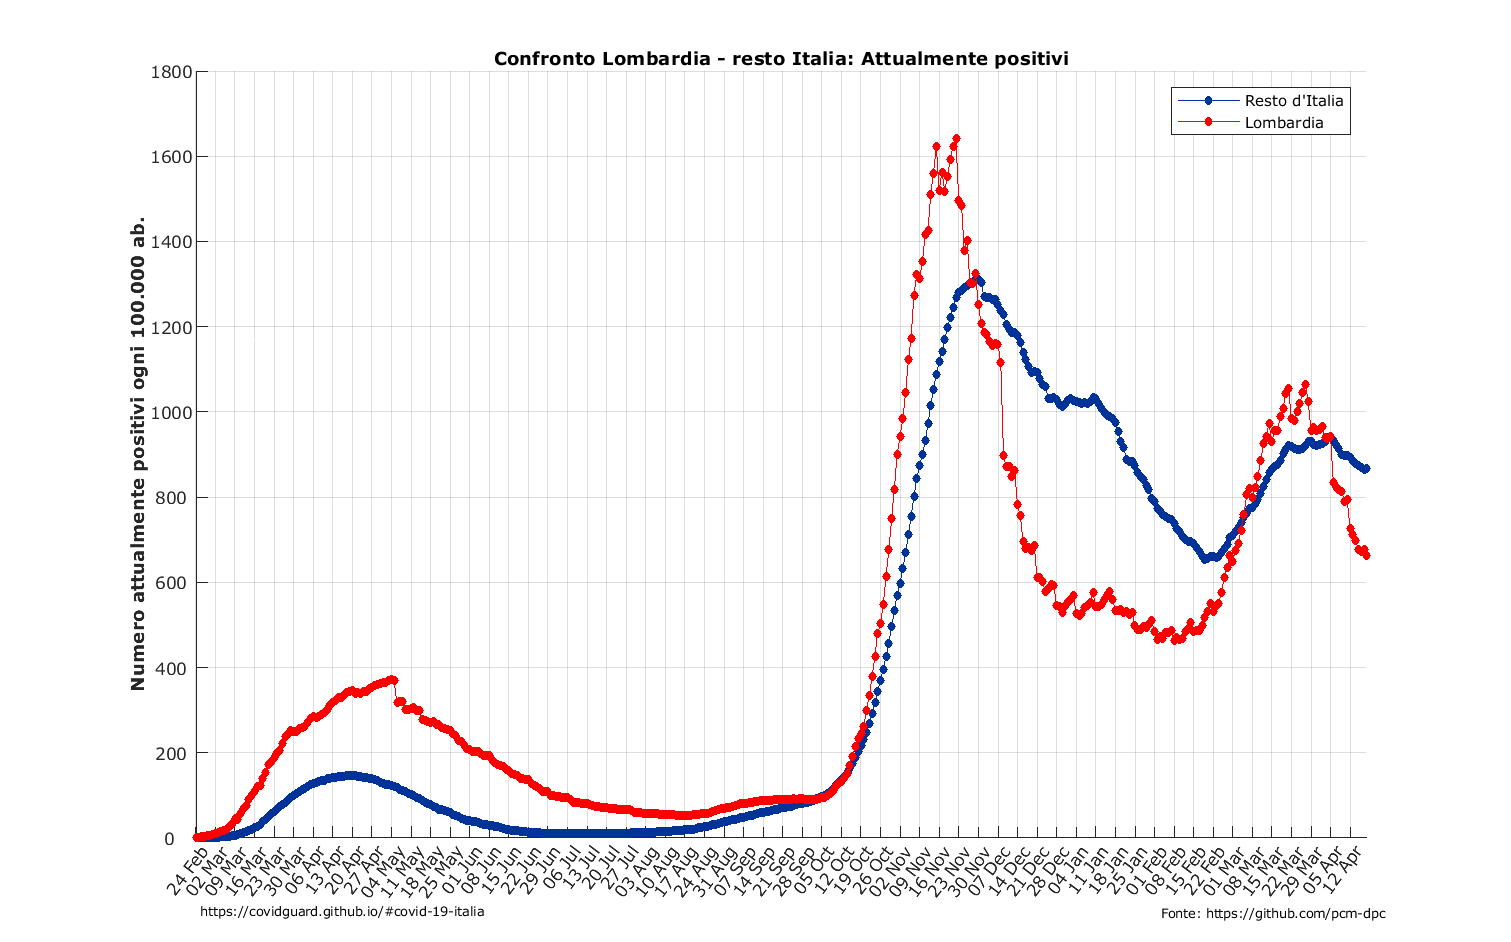 Confronto Lombardia - resto Italia: Attualmente positivi
Numero attualmente positivi ogni 100.000 ab.
1800
1600
1400
1200
1000
800
600
400
200
0
Resto d'Italia
Lombardia
24 Feb
02 Mar
09 Mar
16 Mar
23 Mar
30 Mar
06 Apr
13 Apr
20 Apr
27 Apr
04 May
11 May
18 May
25 May
01 Jun
08 Jun
15 Jun
22 Jun
29 Jun
06 Jul
13 Jul
20 Jul
27 Jul
03 Aug
10 Aug
17 Aug
24 Aug
31 Aug
07 Sep
14 Sep
21 Sep
28 Sep
05 Oct
12 Oct
19 Oct
26 Oct
02 Nov
09 Nov
16 Nov
23 Nov
30 Nov
07 Dec
14 Dec
21 Dec
28 Dec
04 Jan
11 Jan
18 Jan
25 Jan
01 Feb
08 Feb
15 Feb
22 Feb
01 Mar
08 Mar
15 Mar
22 Mar
29 Mar
05 Apr
12 Apr
https://covidguard.github.io/#covid-19-italia
Fonte: https://github.com/pcm-dpc